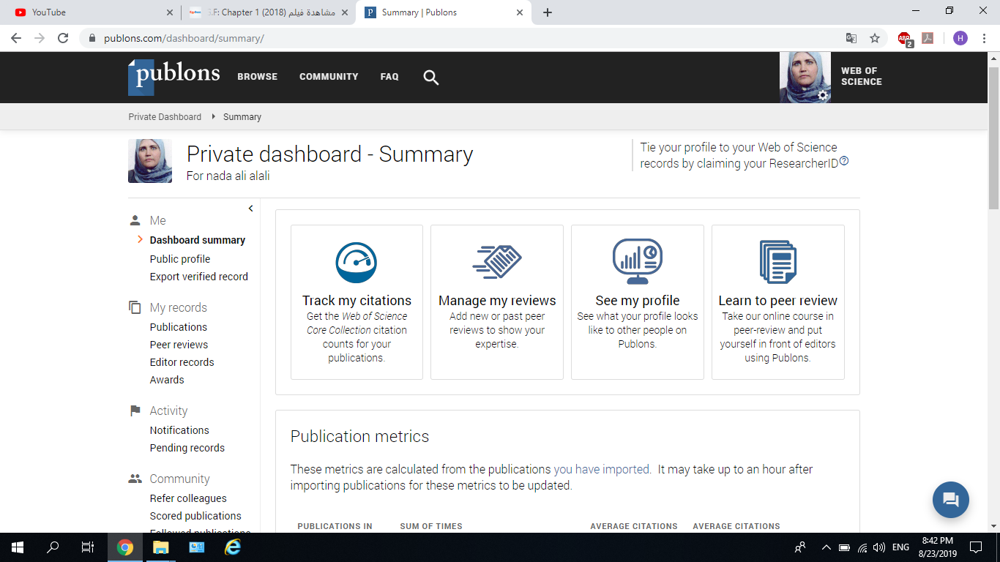 YouTube
مشاهدة فيلم K.G.F: Chapter 1 (2018)
Summary | Publons
publons.com/dashboard/summary/
ABP
2
H
publons
BROWSE
COMMUNITY
FAQ
WEB OF
SCIENCE
Private Dashboard
Summary
Private dashboard - Summary
For nada ali alali
Tie your profile to your Web of Science
records by claiming your ResearcherID
Me
Dashboard summary
Public profile
Export verified record
My records
Publications
Peer reviews
Editor records
Awards
Activity
Notifications
Pending records
Community
Refer colleagues
Scored publications
Followed publications
Track my citations
Get the Web of Science
Core Collection citation
counts for your
publications.
Manage my reviews
Add new or past peer
reviews to show your
expertise.
See my profile
See what your profile looks
like to other people on
Publons.
Learn to peer review
Take our online course in
peer-review and put
yourself in front of editors
using Publons.
Publication metrics
These metrics are calculated from the publications you have imported. It may take up to an hour after
importing publications for these metrics to be updated.
PUBLICATIONS IN
SUM OF TIMES
AVERAGE CITATIONS
AVERAGE CITATIONS
ENG
8:42 PM
8/23/2019